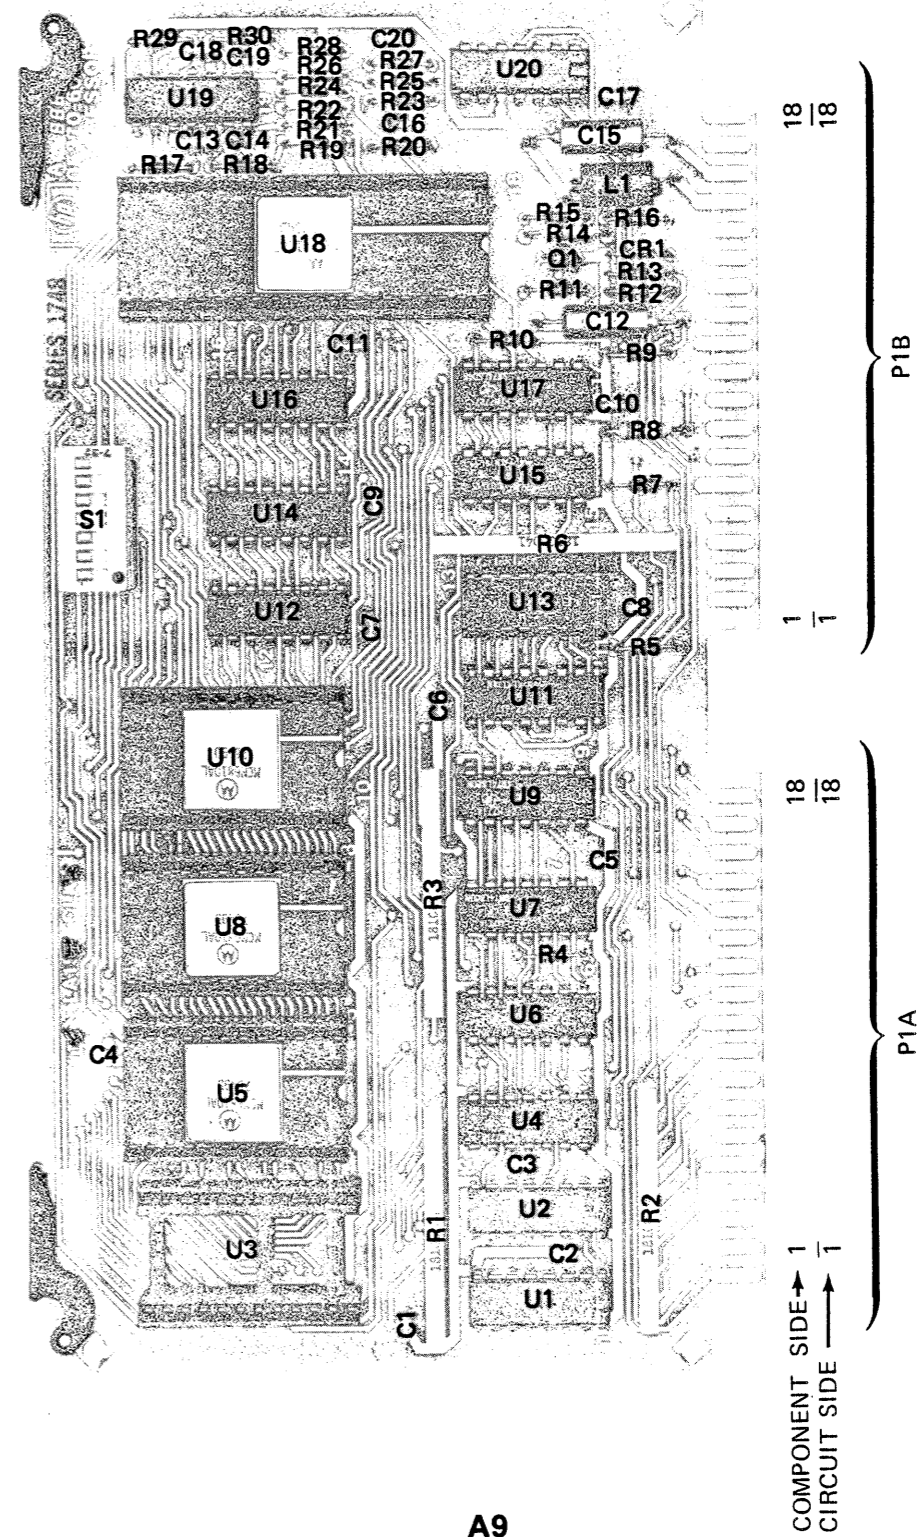 R29
R30
C18
C19
R28
C20
R26
R27
R24
R25
U19
R22
R23
R21
C16
C13
C14
R19
R20
R17
R18
U20
C17
C15
L1
R15
R16
R14
Q1
CR1
R13
R11
R12
C12
R10
R9
U18
SERIES 1748
C11
U16
U17
C10
R8
U15
R7
S1
U14
C9
R6
U12
C7
U13
C8
R5
U11
C6
U10
10
U9
C5
R3
U8
U7
R4
U6
C4
U5
U4
C3
U2
R2
U3
R1
C2
U1
C1
18
18
P1B
1
1
18
18
P1A
COMPONENT SIDE 1
CIRCUIT SIDE 1
A9